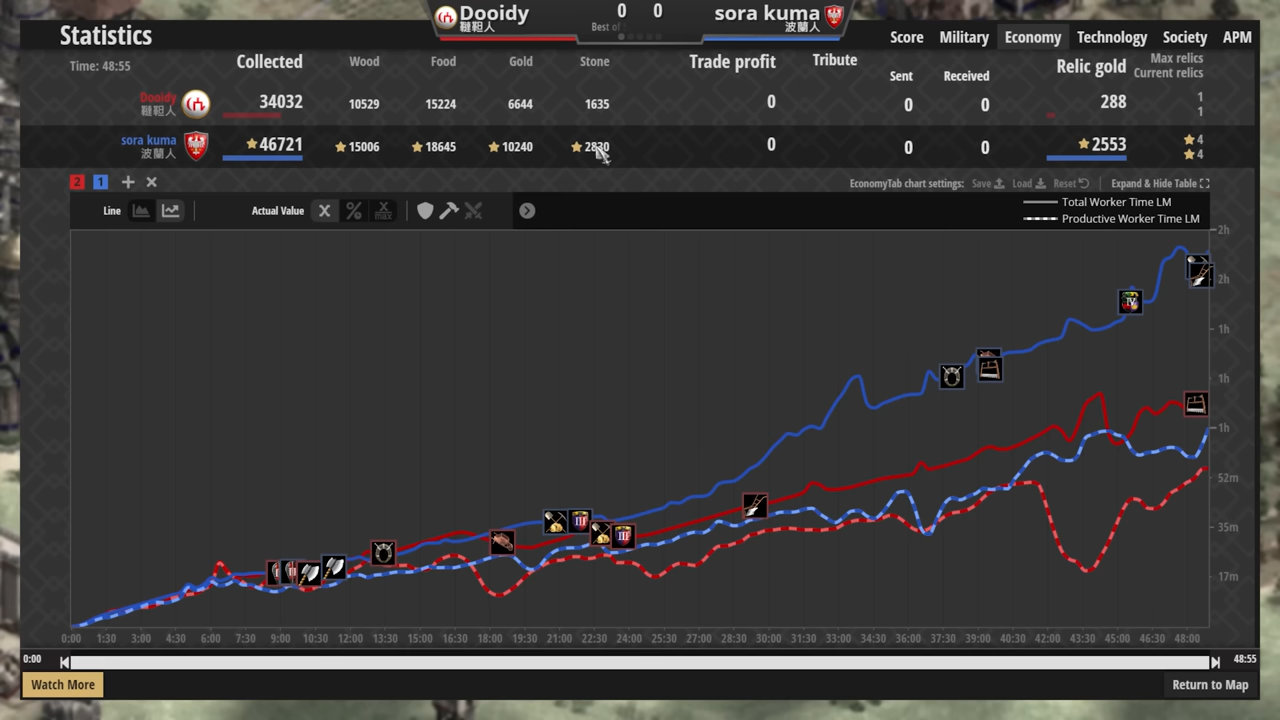 Dooidy
韃靼人
0 0
Best of
sora kuma
波蘭人
Statistics
Score Military Economy Technology Society APM
Time: 48:55
Collected Wood Food Gold Stone Trade profit Tribute Sent Received Relic gold Max relics
Current relics
Dooidy
韃靼人
34032 10529 15224 6644 1635 0 0 0 288 1
1
sora kuma
波蘭人
46721 15006 18645 10240 2830 0 0 0 2553 4
4
2 1 + ×
EconomyTab chart settings: Save Load Reset Expand & Hide Table
Line Actual Value X % X max
Total Worker Time LM
Productive Worker Time LM
2h
2h
1h
1h
1h
52m
35m
17m
IV
III
III
0:00 1:30 3:00 4:30 6:00 7:30 9:00 10:30 12:00 13:30 15:00 16:30 18:00 19:30 21:00 22:30 24:00 25:30 27:00 28:30 30:00 31:30 33:00 34:30 36:00 37:30 39:00 40:30 42:00 43:30 45:00 46:30 48:00
0:00 48:55
Watch More Return to Map